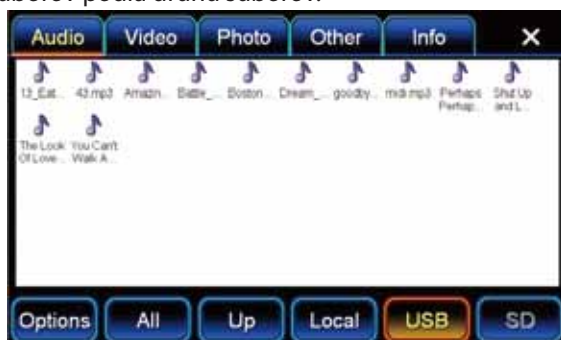 Audio Video Photo Other Info ×
13_Eat... 43.mp3 Amazin... Battle_... Boston... Dream_... goodby... midi.mp3 Perhaps Shut Up
Perhap... and L...
The Look You Can't
Of Love... Walk A...
Options All Up Local USB SD